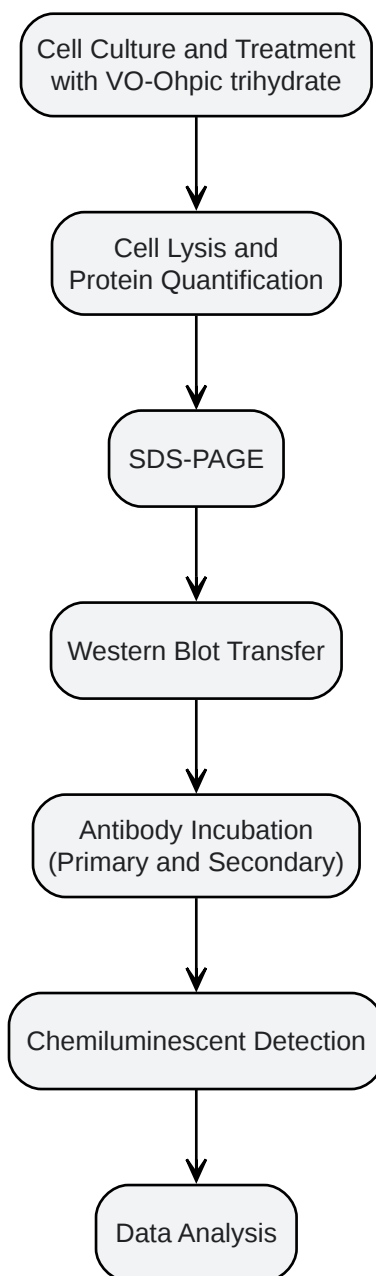 Cell Culture and Treatment
with VO-Ohpic trihydrate
Cell Lysis and
Protein Quantification
SDS-PAGE
Western Blot Transfer
Antibody Incubation
(Primary and Secondary)
Chemiluminescent Detection
Data Analysis